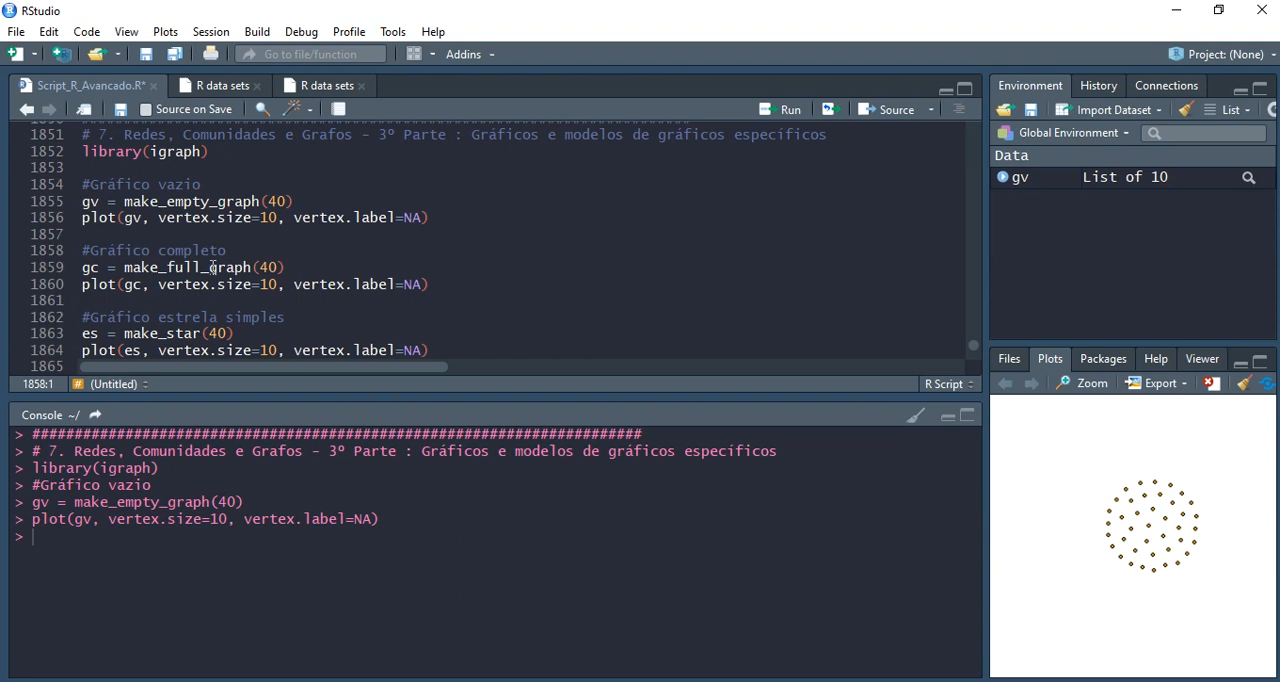 RStudio
File Edit Code View Plots Session Build Debug Profile Tools Help
Go to file/function Addins Project: (None)
Script_R_Avancado.R* R data sets R data sets
Source on Save Run Source
1851 # 7. Redes, Comunidades e Grafos - 3º Parte : Gráficos e modelos de gráficos específicos
1852 library(igraph)
1853
1854 #Gráfico vazio
1855 gv = make_empty_graph(40)
1856 plot(gv, vertex.size=10, vertex.label=NA)
1857
1858 #Gráfico completo
1859 gc = make_full_graph(40)
1860 plot(gc, vertex.size=10, vertex.label=NA)
1861
1862 #Gráfico estrela simples
1863 es = make_star(40)
1864 plot(es, vertex.size=10, vertex.label=NA)
1865
1858:1 # (Untitled) R Script
Console ~/
> ########################################################################
> # 7. Redes, Comunidades e Grafos - 3º Parte : Gráficos e modelos de gráficos específicos
> library(igraph)
> #Gráfico vazio
> gv = make_empty_graph(40)
> plot(gv, vertex.size=10, vertex.label=NA)
>
Environment History Connections
Import Dataset List
Global Environment
Data
gv List of 10
Files Plots Packages Help Viewer
Zoom Export